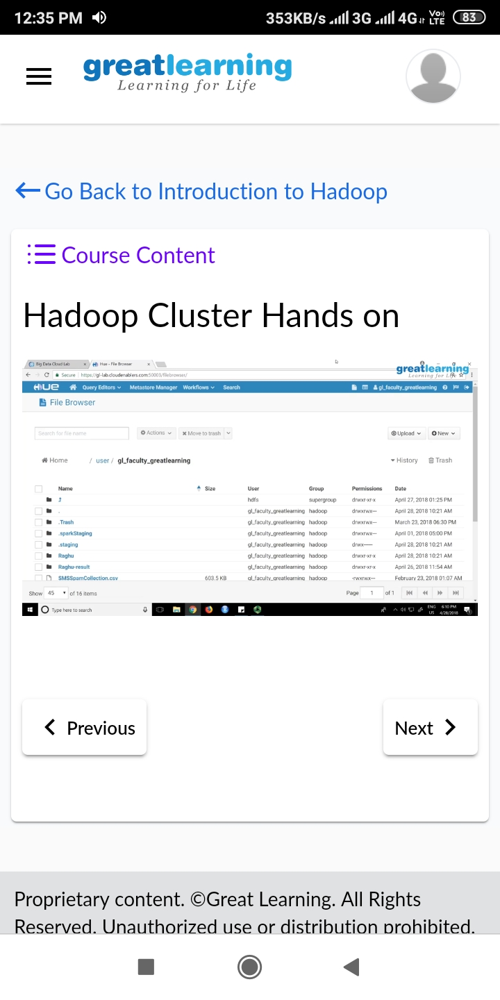 12:35 PM 353KB/s 3G 4G Vo) LTE 83
greatlearning
Learning for Life
Go Back to Introduction to Hadoop
Course Content
Hadoop Cluster Hands on
Big Data Cloud Lab x Hue - File Browser x
greatlearning
Learning for Life
Secure https://gl-lab.cloudenablers.com:50003/filebrowser/
HUE Query Editors Metastore Manager Workflows Search gl_faculty_greatlearning
File Browser
Search for file name Actions Move to trash Upload New
Home / user / gl_faculty_greatlearning History Trash
Name Size User Group Permissions Date
hdfs supergroup drwxr-xr-x April 27, 2018 01:25 PM
. gl_faculty_greatlearning hadoop drwxrwx--- April 28, 2018 10:21 AM
.Trash gl_faculty_greatlearning hadoop drwxrwx--- March 23, 2018 06:30 PM
.sparkStaging gl_faculty_greatlearning hadoop drwxrwx--- April 01, 2018 05:00 PM
.staging gl_faculty_greatlearning hadoop drwx------ April 28, 2018 10:21 AM
Raghu gl_faculty_greatlearning hadoop drwxr-xr-x April 28, 2018 10:21 AM
Raghu-result gl_faculty_greatlearning hadoop drwxr-xr-x April 26, 2018 11:54 AM
SMSSpamCollection.csv 603.5 KB gl_faculty_greatlearning hadoop -rwxrwx--- February 23, 2018 01:07 AM
Show 45 of 16 items Page 1 of 1
Type here to search ENG US 6:10 PM 4/28/2018
Previous
Next
Proprietary content. ©Great Learning. All Rights
Reserved. Unauthorized use or distribution prohibited.